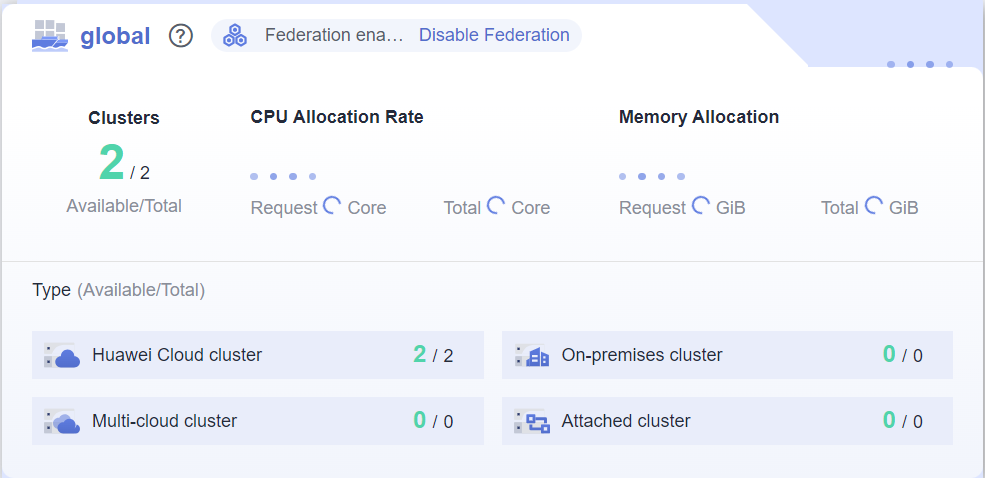 global ? Federation ena… Disable Federation
Clusters CPU Allocation Rate Memory Allocation
2 / 2
Available/Total Request Core Total Core Request GiB Total GiB
Type (Available/Total)
Huawei Cloud cluster 2 / 2 On-premises cluster 0 / 0
Multi-cloud cluster 0 / 0 Attached cluster 0 / 0